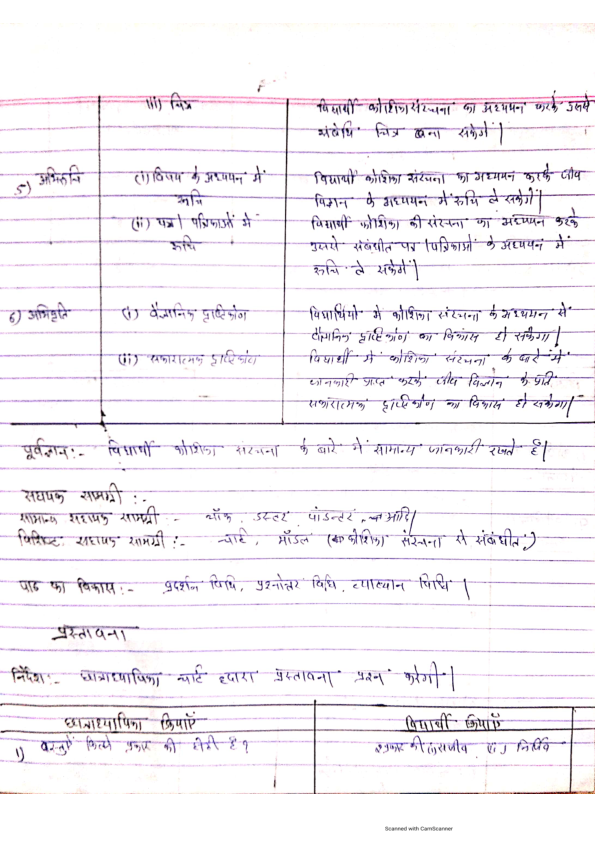 iii) चित्र
विद्यार्थी कोशिका संरचना का अध्ययन करके उससे
संबंधि चित्र बना सकेगें |
5) अभिरुचि
(i) विषय के अध्ययन में
रूचि
विद्यार्थी कोशिका संरचना का अध्ययन करके जीव
विज्ञान के अध्ययन में रूचि ले सकेगें |
(ii) पत्र | पत्रिकाओं में
रूचि
विद्यार्थी कोशिका की संरचना का अध्ययन करके
उससे संबंधीत पत्र | पत्रिकाओं के अध्ययन में
रूचि ले सकेगें |
6) अभिवृत्ति
(i) वैज्ञानिक दृष्टिकोण
विद्यार्थियों में कोशिका संरचना के अध्ययन से
वैज्ञानिक दृष्टिकोण का विकास हो सकेगा |
(ii) सकारात्मक दृष्टिकोण
विद्यार्थी में कोशिका संरचना के बारे में
जानकारी प्राप्त करके जीव विज्ञान के प्रति
सकारात्मक दृष्टिकोण का विकास हो सकेगा |
पूर्वज्ञान :- विद्यार्थी कोशिका संरचना के बारे में सामान्य जानकारी रखते है |
सहायक सामग्री :-
सामान्य सहायक सामग्री :- चॉक, डस्टर, पांइन्टर, आदि |
विशिष्ट सहायक सामग्री :- चार्ट, मॉडल (कोशिका संरचना से संबंधीत)
पाठ का विकास :- प्रदर्शन विधि, प्रश्नोत्तर विधि, व्याख्यान विधि |
प्रस्तावना
निर्देश :- छात्राध्यापिका चार्ट द्वारा प्रस्तावना प्रश्न करेगी |
छात्राध्यापिका क्रियाएँ
विद्यार्थी क्रियाएँ
1) वस्तुएँ कितने प्रकार की होती है ?
प्रकार की (सजीव एंव निर्जिव
Scanned with CamScanner